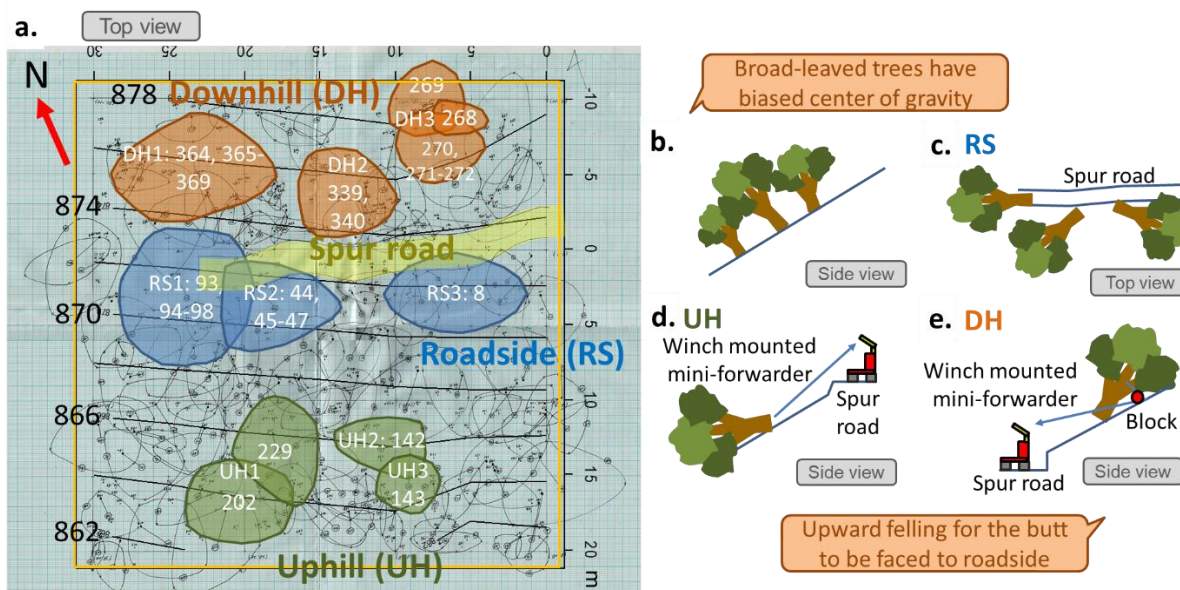 a.
Top view
30
25
15
10
5
0
N
878
Downhill (DH)
269
-10
DH3
268
DH1: 364, 365-
369
DH2
339,
340
270,
271-272
-5
874
Spur road
0
RS1: 93,
94-98
RS2: 44,
45-47
RS3: 8
870
5
Roadside (RS)
866
10
229
UH2: 142
UH1
202
UH3
143
15
862
Uphill (UH)
20 m
Broad-leaved trees have
biased center of gravity
b.
Side view
c. RS
Spur road
Top view
d. UH
Winch mounted
mini-forwarder
Spur
road
Side view
e. DH
Winch mounted
mini-forwarder
Block
Spur road
Side view
Upward felling for the butt
to be faced to roadside